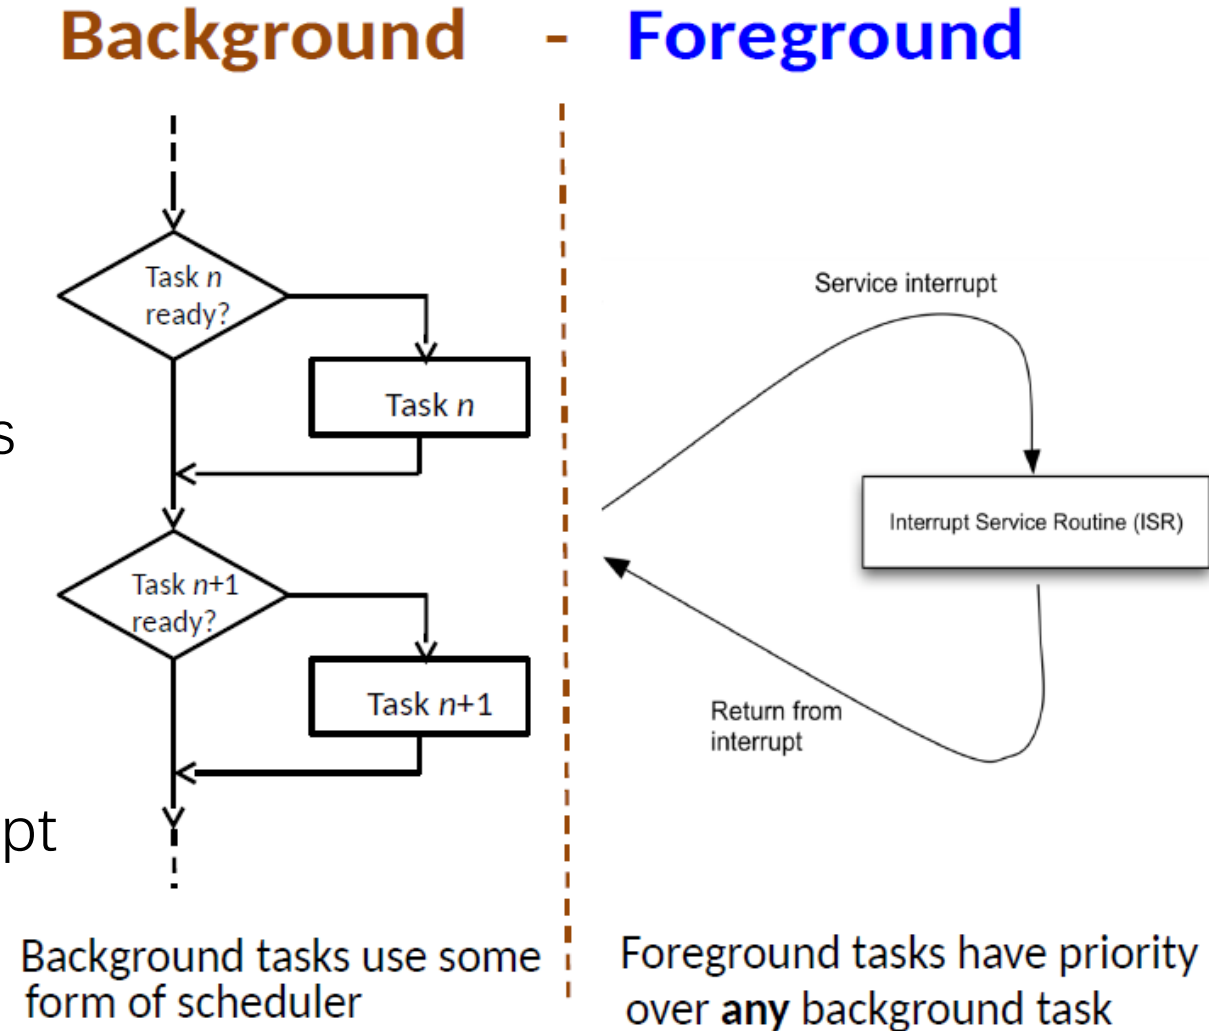 Background - Foreground
Task n
ready?
Task n
s
Task n+1
ready?
Task n+1
pt
Background tasks use some
form of scheduler
Service interrupt
Interrupt Service Routine (ISR)
Return from
interrupt
Foreground tasks have priority
over any background task